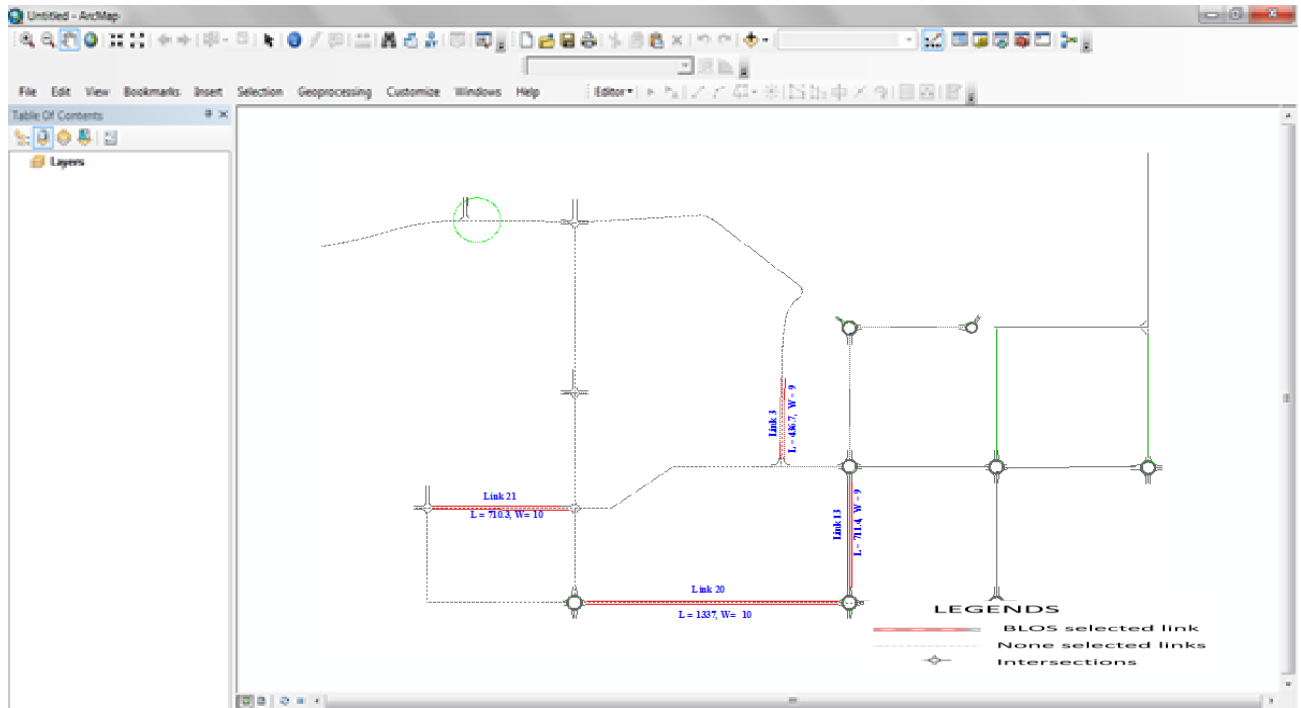 Untitled - ArcMap
File Edit View Bookmarks Insert Selection Geoprocessing Customize Windows Help Editor
Table Of Contents
Layers
Link 3
L = 436.7, W = 9
Link 21
L = 710.3, W= 10
Link 13
L = 711.4, W = 9
Link 20
L = 1337, W= 10
LEGENDS
BLOS selected link
None selected links
Intersections